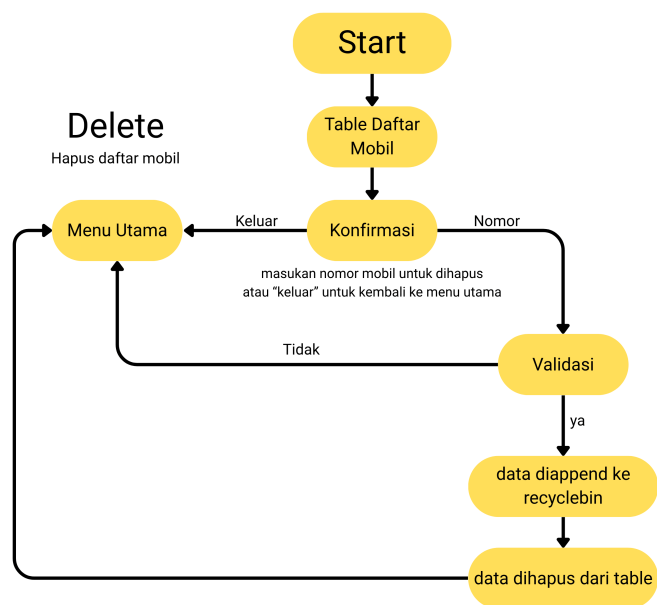 Start
Table Daftar
Mobil
Delete
Hapus daftar mobil
Menu Utama
Keluar
Konfirmasi
Nomor
masukan nomor mobil untuk dihapus
atau “keluar” untuk kembali ke menu utama
Tidak
Validasi
ya
data diappend ke
recyclebin
data dihapus dari table